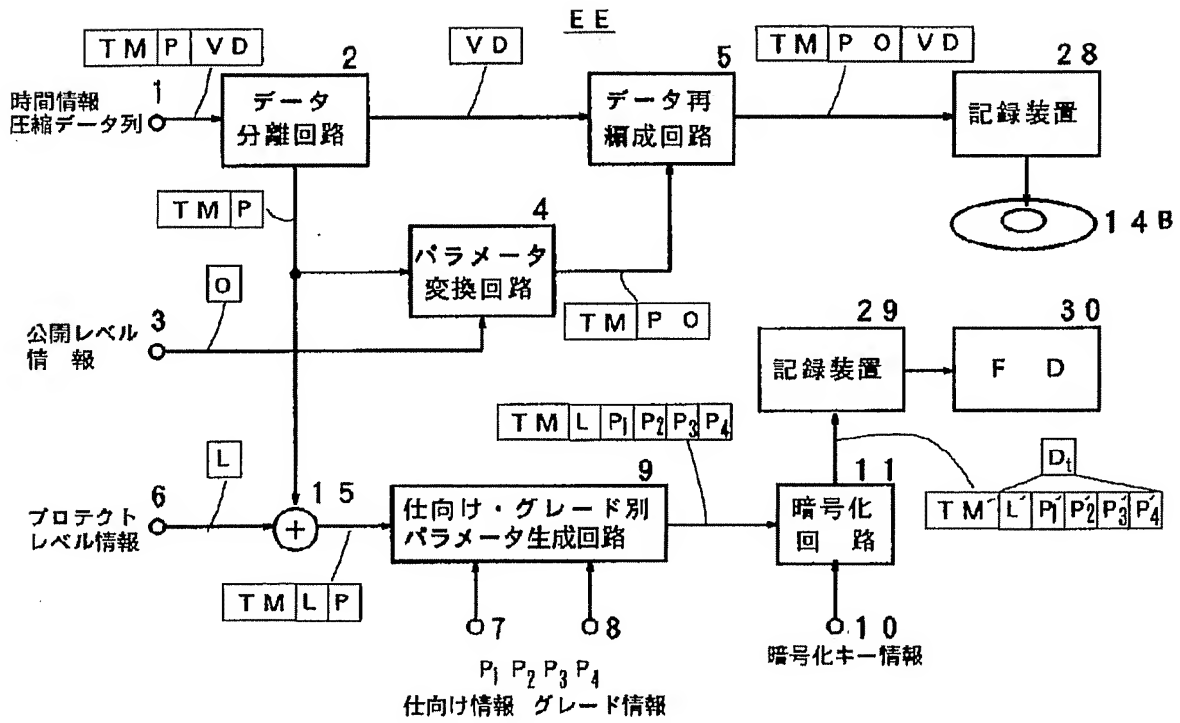 EE
TM P VD
VD
TM PO VD
1
2
5
28
時間情報
圧縮データ列
データ
分離回路
データ再
編成回路
記録装置
TM P
4
14B
パラメータ
変換回路
O
3
公開レベル
情 報
TM PO
29
30
記録装置
F D
TM L P1 P2 P3 P4
L
Dt
6
15
9
11
プロテクト
レベル情報
+
仕向け・グレード別
パラメータ生成回路
暗号化
回 路
TM´ L´ P1´ P2´ P3´ P4´
TM L P
7
8
10
暗号化キー情報
P1 P2 P3 P4
仕向け情報 グレード情報